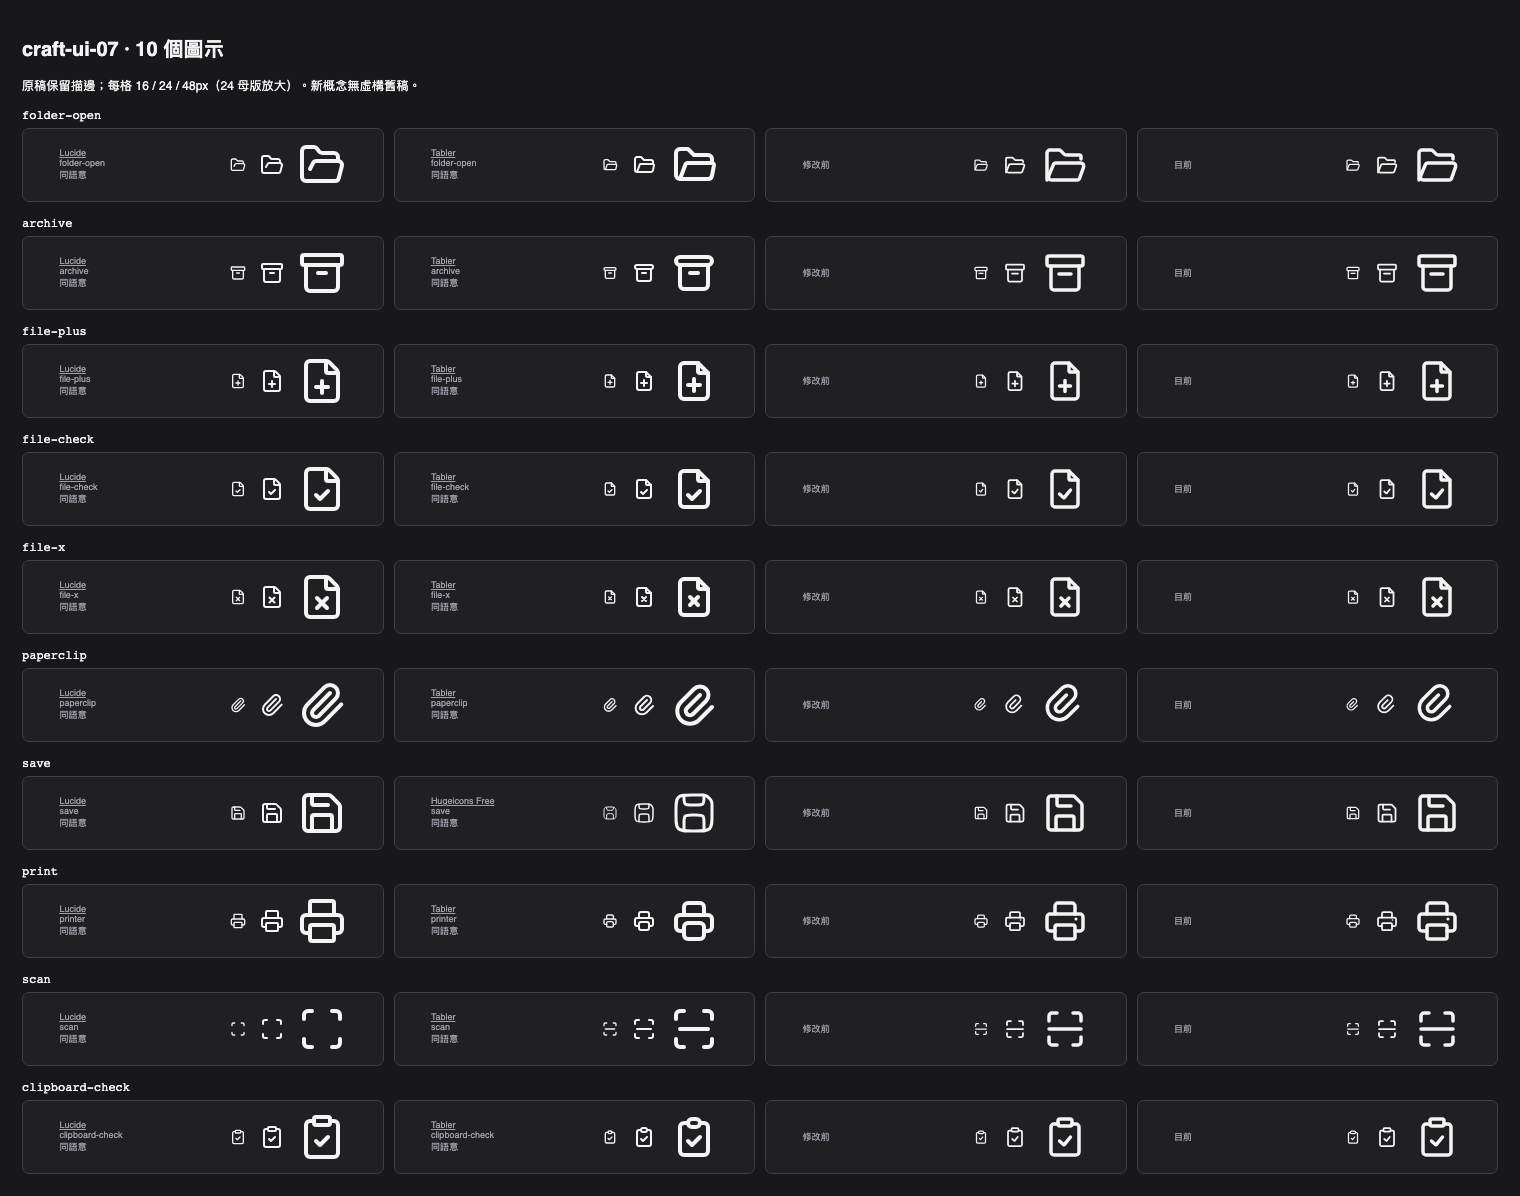 craft-ui-07 · 10 個圖示
原稿保留描邊；每格 16 / 24 / 48px（24 母版放大）。新概念無虛構舊稿。
folder-open
Lucide
folder-open
同語意
Tabler
folder-open
同語意
修改前
目前
archive
Lucide
archive
同語意
Tabler
archive
同語意
修改前
目前
file-plus
Lucide
file-plus
同語意
Tabler
file-plus
同語意
修改前
目前
file-check
Lucide
file-check
同語意
Tabler
file-check
同語意
修改前
目前
file-x
Lucide
file-x
同語意
Tabler
file-x
同語意
修改前
目前
paperclip
Lucide
paperclip
同語意
Tabler
paperclip
同語意
修改前
目前
save
Lucide
save
同語意
Hugeicons Free
save
同語意
修改前
目前
print
Lucide
printer
同語意
Tabler
printer
同語意
修改前
目前
scan
Lucide
scan
同語意
Tabler
scan
同語意
修改前
目前
clipboard-check
Lucide
clipboard-check
同語意
Tabler
clipboard-check
同語意
修改前
目前